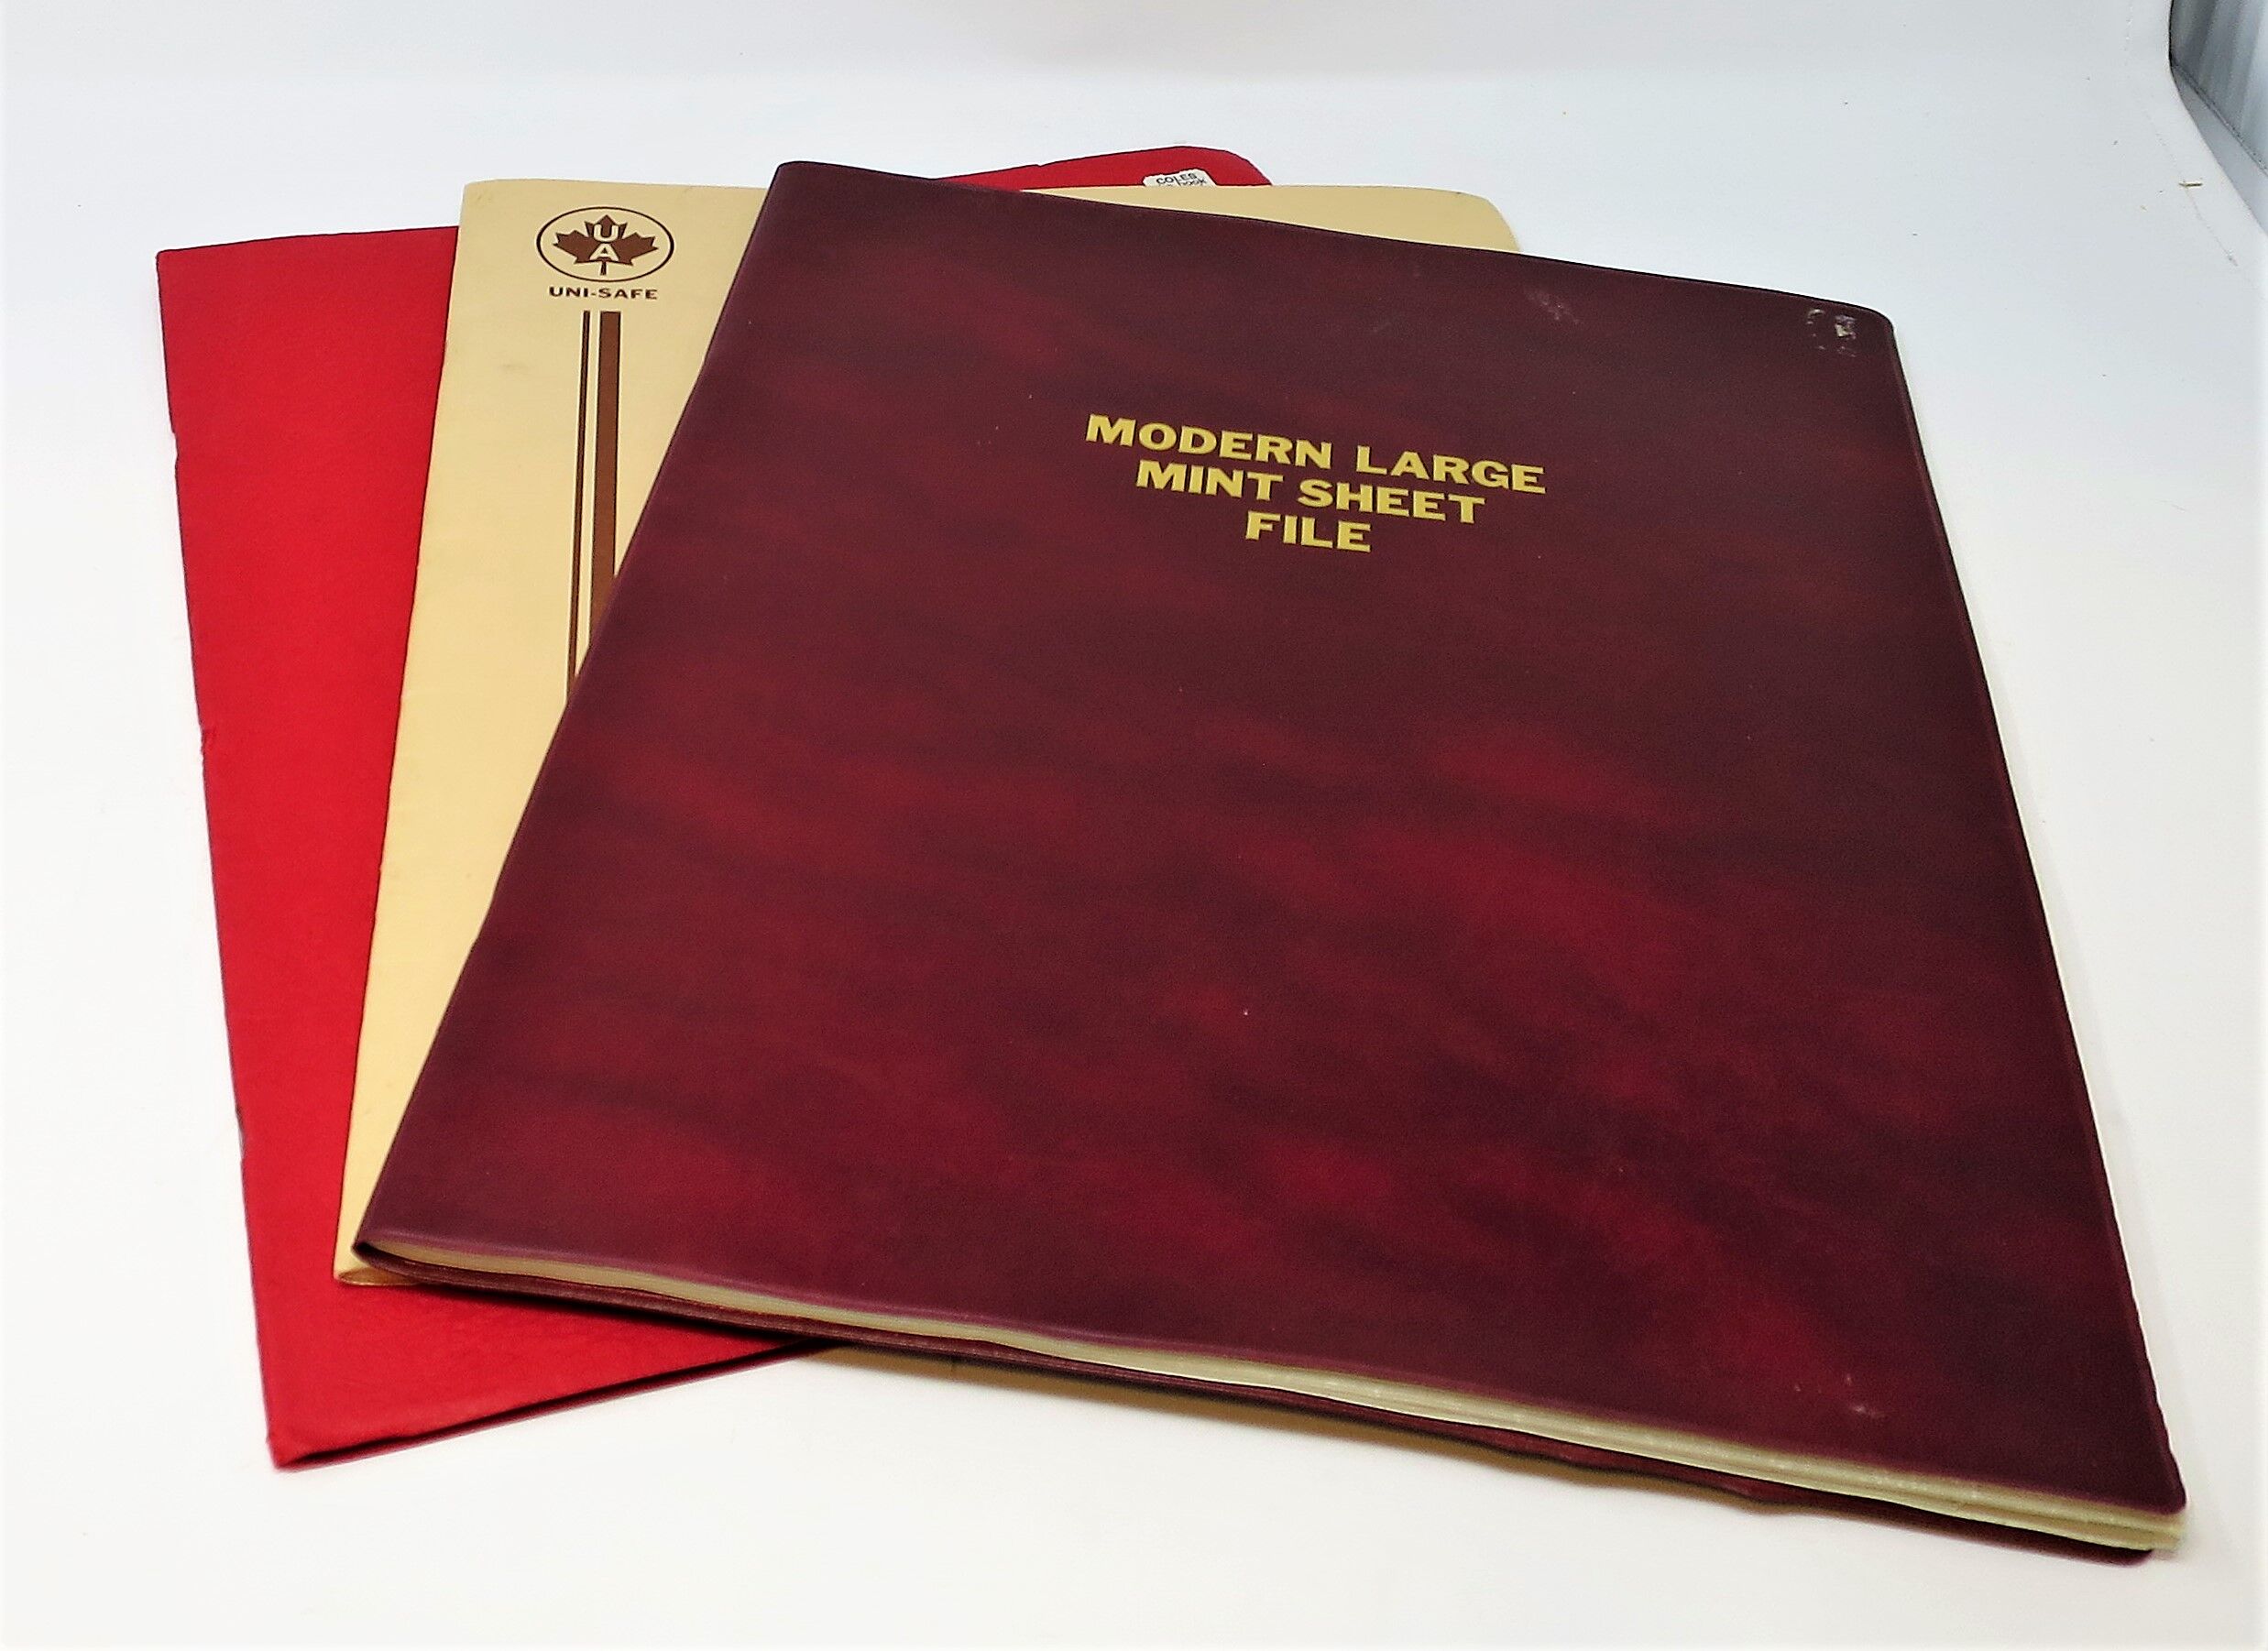 COLES
U
A
UNI-SAFE
MODERN LARGE
MINT SHEET
FILE